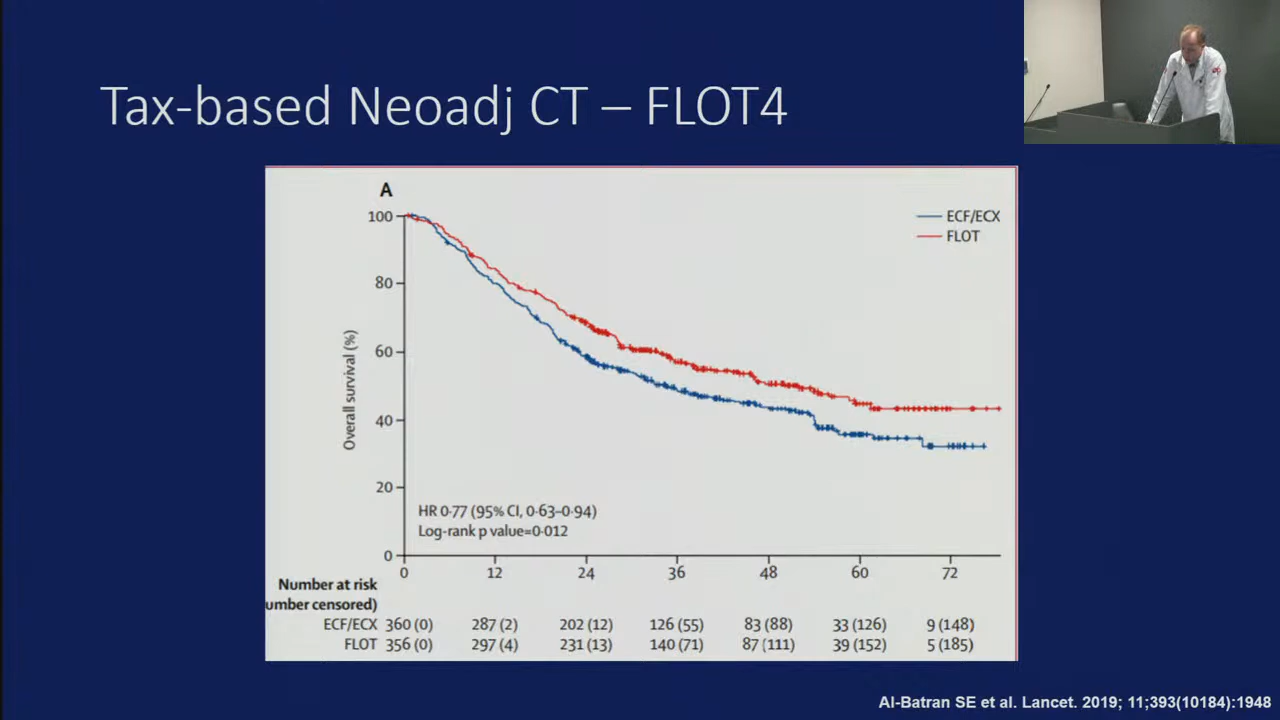 Tax-based Neoadj CT – FLOT4
A
100
80
60
40
20
0
Overall survival (%)
ECF/ECX
FLOT
HR 0·77 (95% CI, 0·63–0·94)
Log-rank p value=0·012
0 12 24 36 48 60 72
Number at risk
umber censored)
ECF/ECX 360 (0) 287 (2) 202 (12) 126 (55) 83 (88) 33 (126) 9 (148)
FLOT 356 (0) 297 (4) 231 (13) 140 (71) 87 (111) 39 (152) 5 (185)
Al-Batran SE et al. Lancet. 2019; 11;393(10184):1948